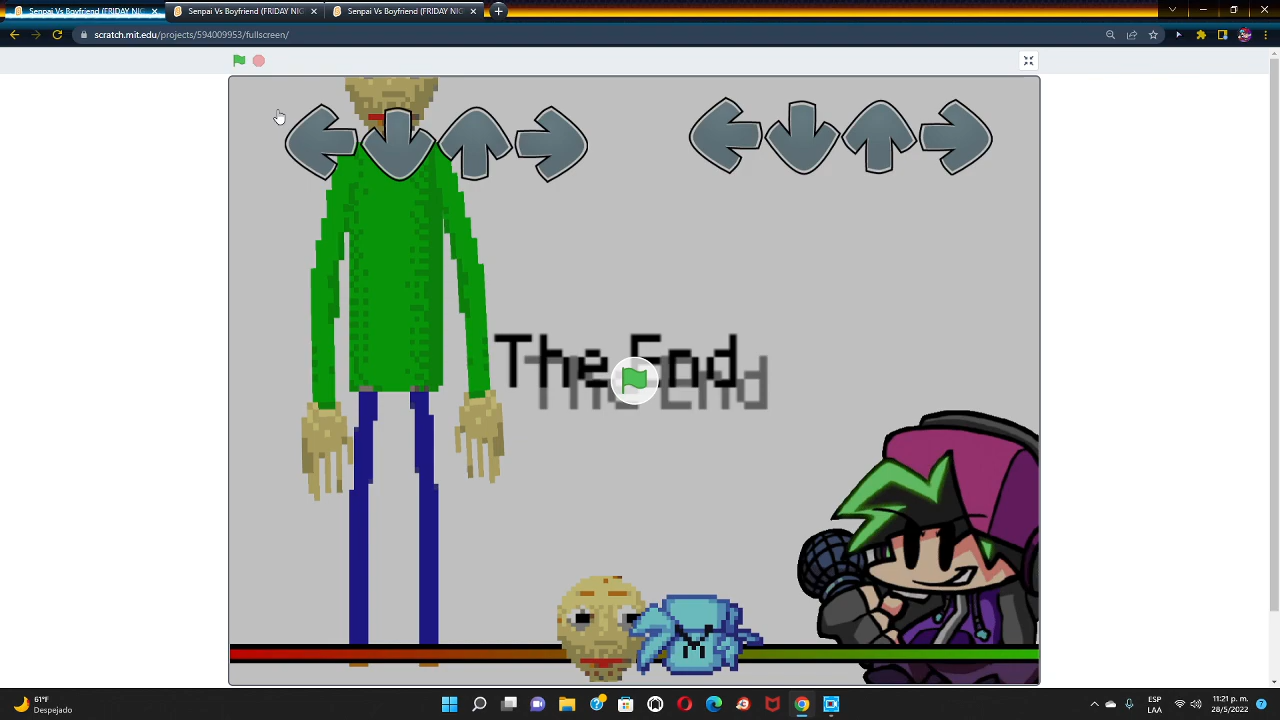 Senpai Vs Boyfriend (FRIDAY NIG
Senpai Vs Boyfriend (FRIDAY NIG
Senpai Vs Boyfriend (FRIDAY NIG
scratch.mit.edu/projects/594009953/fullscreen/
The End
61°F
Despejado
ESP
LAA
11:21 p. m.
28/5/2022